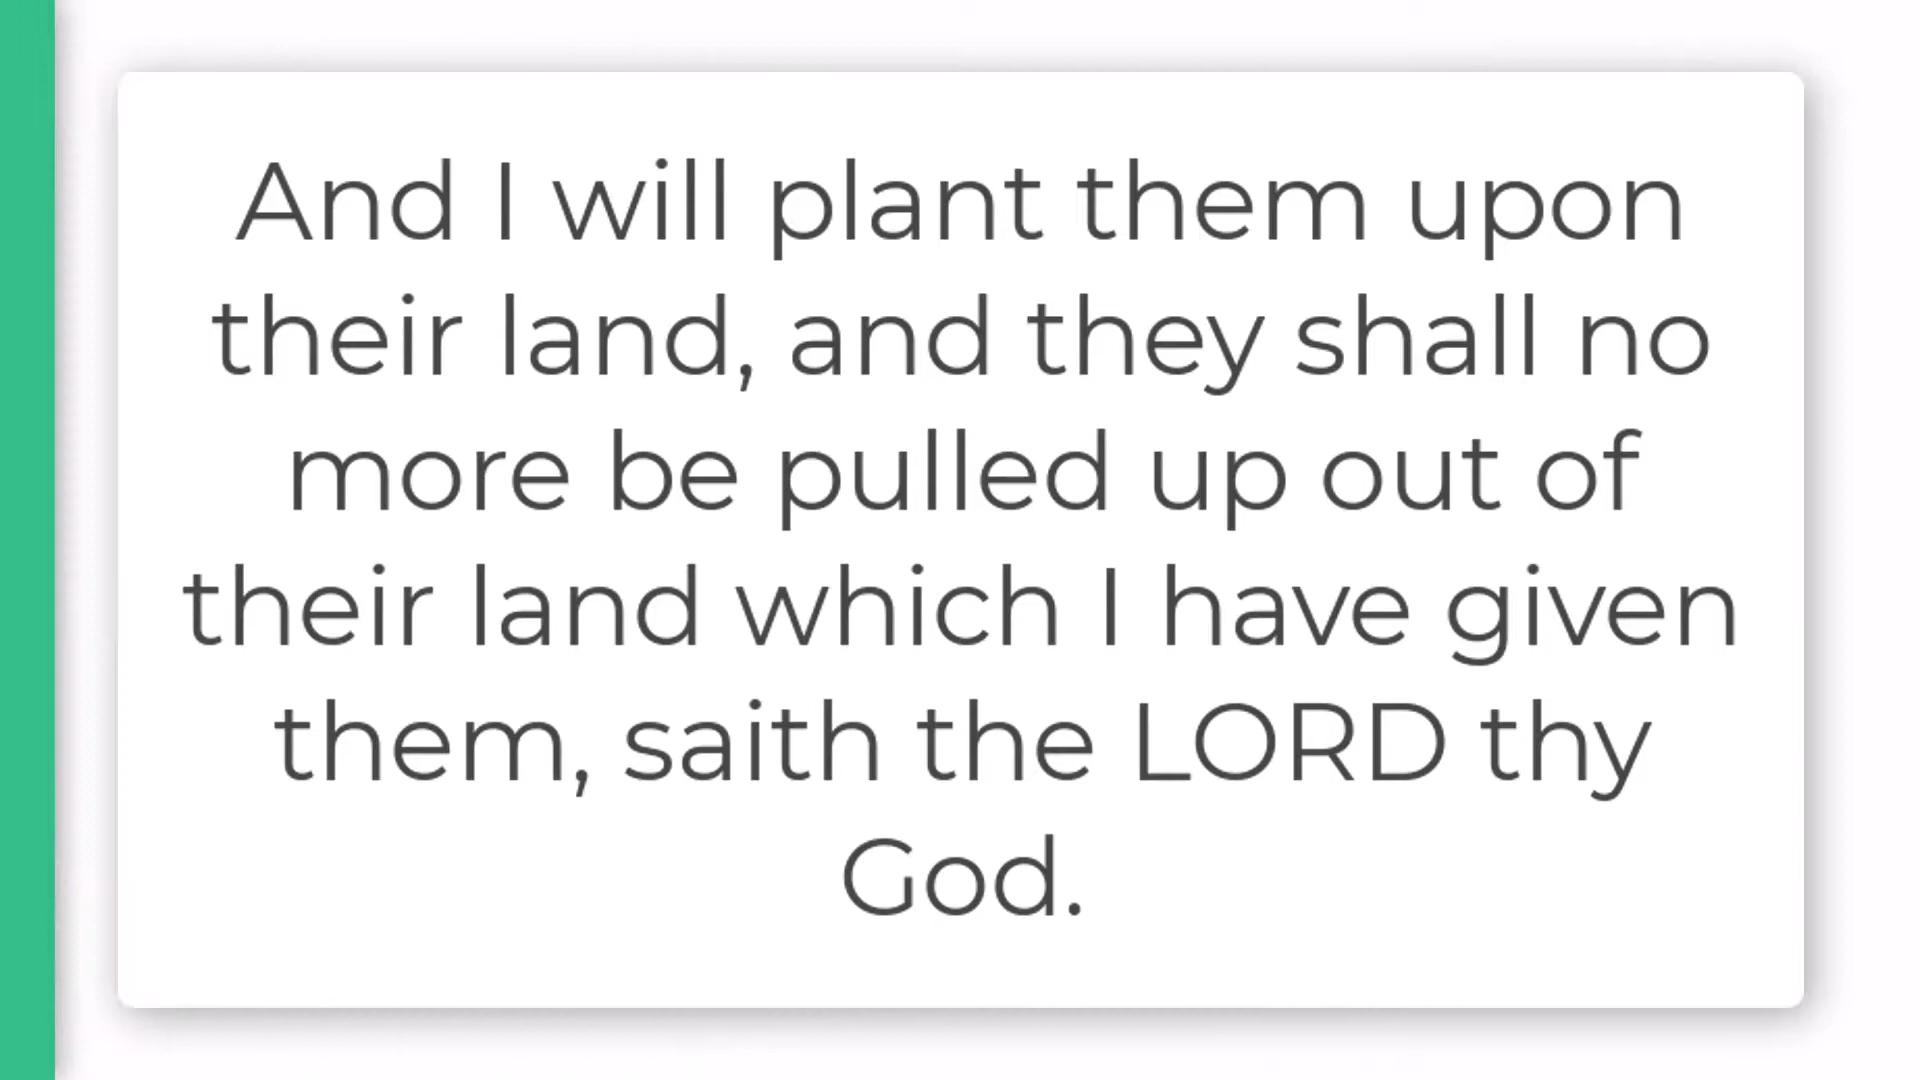 And I will plant them upon
their land, and they shall no
more be pulled up out of
their land which I have given
them, saith the LORD thy
God.